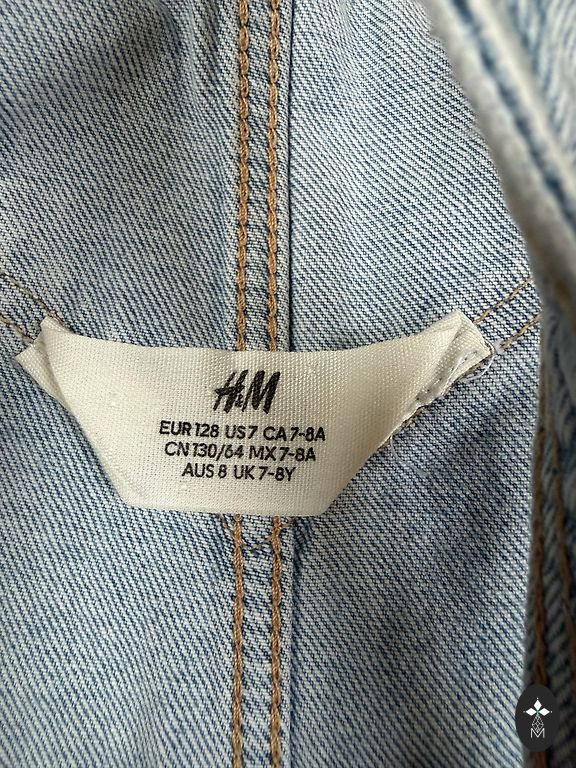 H&M
EUR 128 US 7 CA 7-8A
CN 130/64 MX 7-8A
AUS 8 UK 7-8Y
M